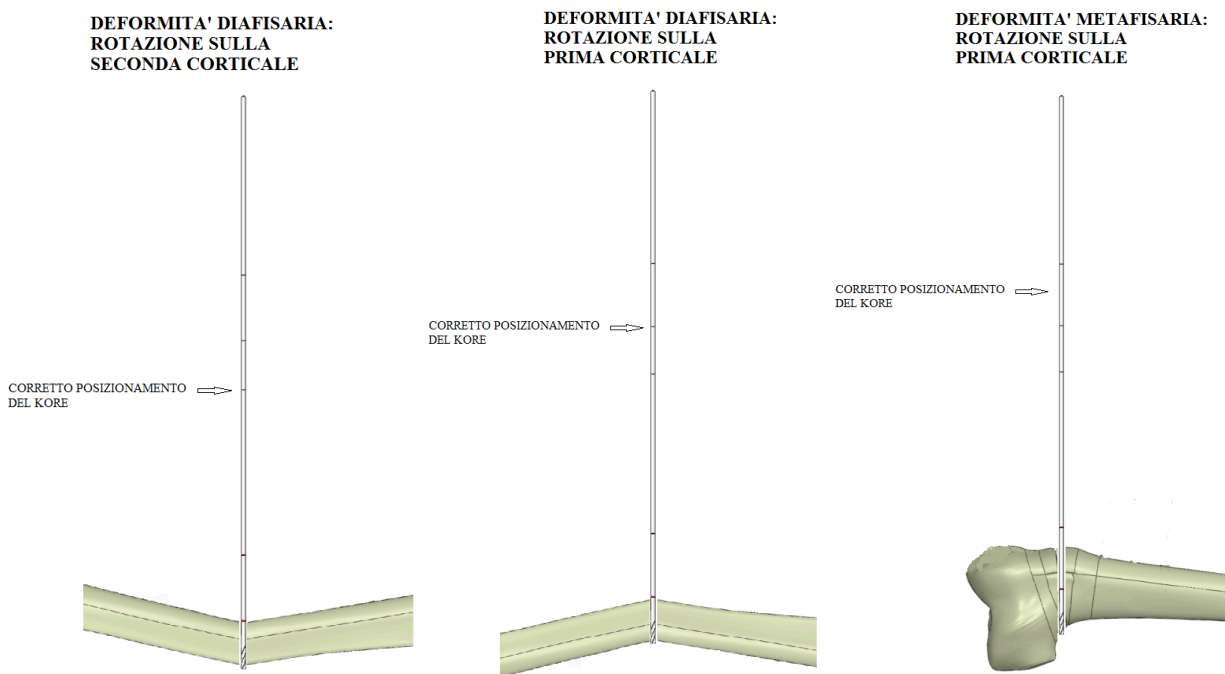 DEFORMITA' DIAFISARIA:
ROTAZIONE SULLA
SECONDA CORTICALE
DEFORMITA' DIAFISARIA:
ROTAZIONE SULLA
PRIMA CORTICALE
DEFORMITA' METAFISARIA:
ROTAZIONE SULLA
PRIMA CORTICALE
CORRETTO POSIZIONAMENTO
DEL KORE
CORRETTO POSIZIONAMENTO
DEL KORE
CORRETTO POSIZIONAMENTO
DEL KORE